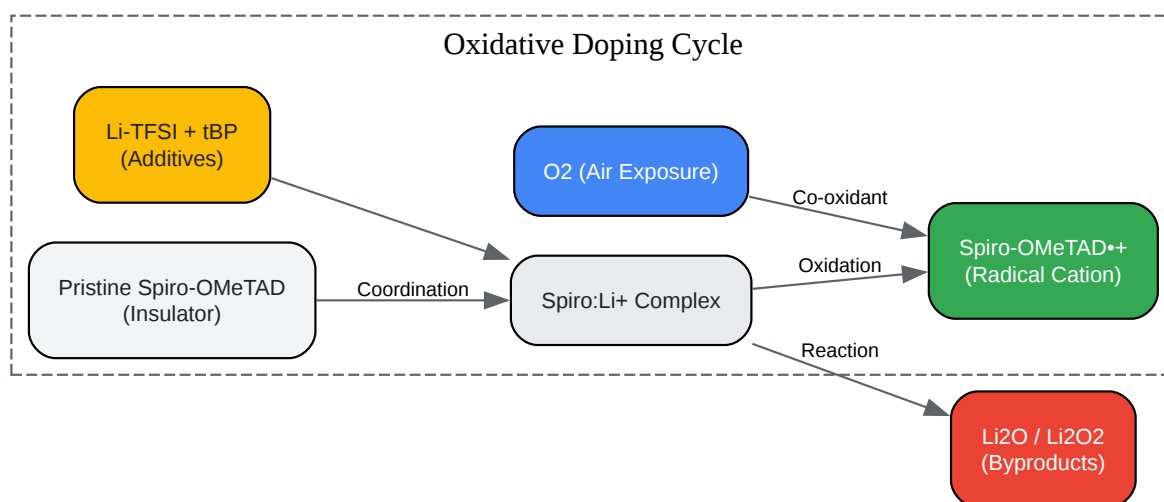 Oxidative Doping Cycle
Li-TFSI + tBP
(Additives)
O2 (Air Exposure)
Co-oxidant
Spiro-OMeTAD•+
(Radical Cation)
Pristine Spiro-OMeTAD
(Insulator)
Coordination
Spiro:Li+ Complex
Oxidation
Reaction
Li2O / Li2O2
(Byproducts)